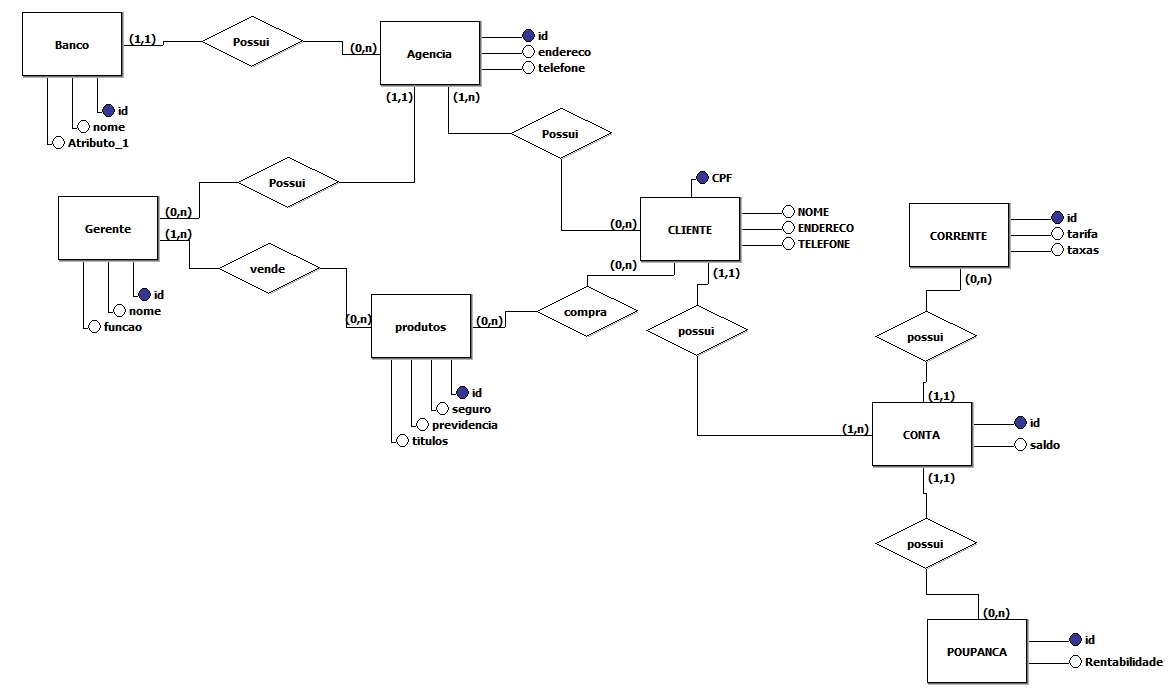 Banco
(1,1)
Possui
(0,n)
Agencia
id
endereco
telefone
id
nome
Atributo_1
(1,1)
(1,n)
Possui
Possui
Gerente
(0,n)
(1,n)
id
nome
funcao
vende
(0,n)
produtos
(0,n)
id
seguro
previdencia
titulos
compra
(0,n)
(0,n)
CLIENTE
CPF
NOME
ENDERECO
TELEFONE
(1,1)
possui
(1,n)
CORRENTE
id
tarifa
taxas
(0,n)
possui
(1,1)
CONTA
id
saldo
(1,1)
possui
(0,n)
POUPANCA
id
Rentabilidade